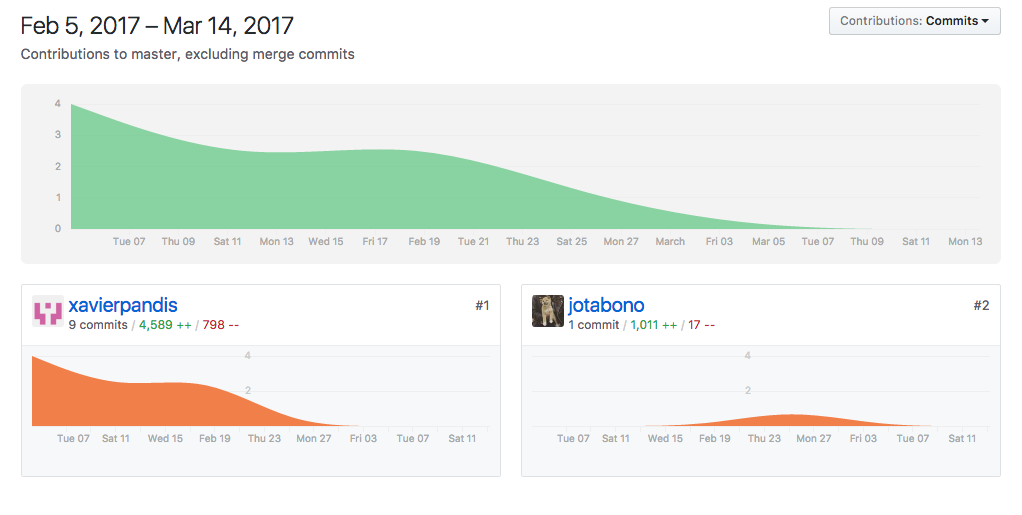 Feb 5, 2017 – Mar 14, 2017
Contributions: Commits
Contributions to master, excluding merge commits
4
3
2
1
0
Tue 07 Thu 09 Sat 11 Mon 13 Wed 15 Fri 17 Feb 19 Tue 21 Thu 23 Sat 25 Mon 27 March Fri 03 Mar 05 Tue 07 Thu 09 Sat 11 Mon 13
xavierpandis #1
9 commits / 4,589 ++ / 798 --
4
2
Tue 07 Sat 11 Wed 15 Feb 19 Thu 23 Mon 27 Fri 03 Tue 07 Sat 11
jotabono #2
1 commit / 1,011 ++ / 17 --
4
2
Tue 07 Sat 11 Wed 15 Feb 19 Thu 23 Mon 27 Fri 03 Tue 07 Sat 11